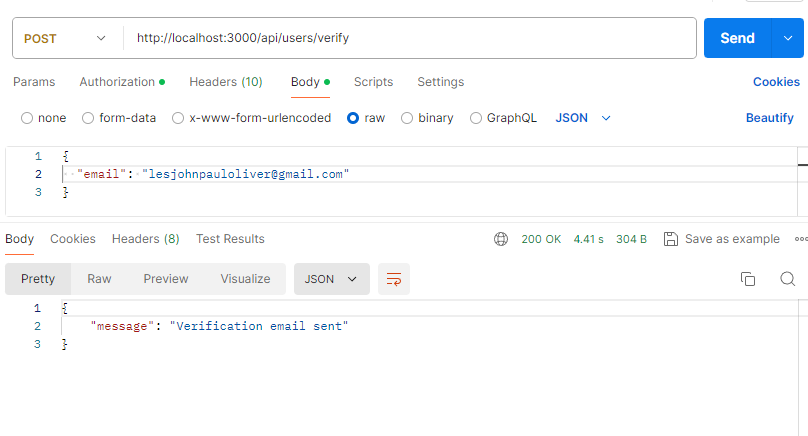 POST http://localhost:3000/api/users/verify Send
Params Authorization Headers (10) Body Scripts Settings Cookies
none form-data x-www-form-urlencoded raw binary GraphQL JSON Beautify
1 {
2 "email": "lesjohnpauloliver@gmail.com"
3 }
Body Cookies Headers (8) Test Results 200 OK 4.41 s 304 B Save as example
Pretty Raw Preview Visualize JSON
1 {
2 "message": "Verification email sent"
3 }